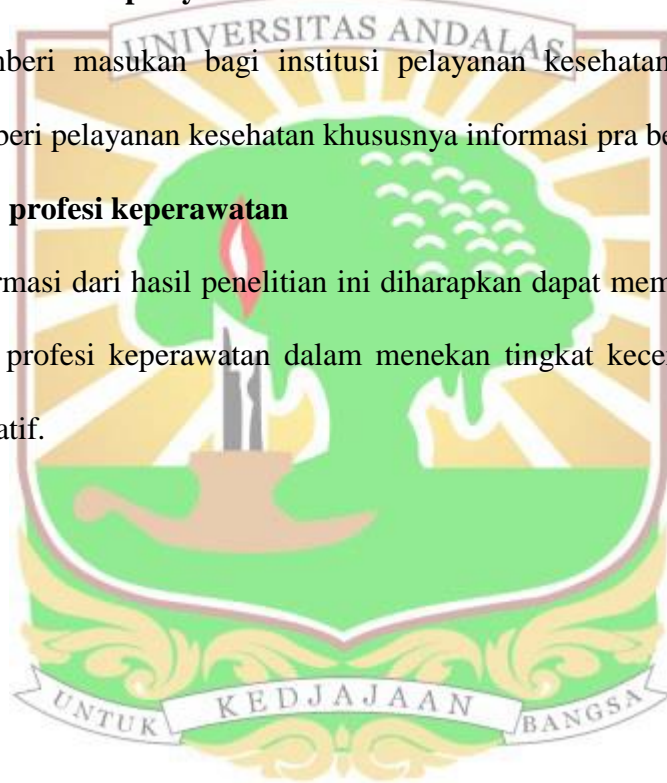 UNIVERSITAS ANDALAS
beri masukan bagi institusi pelayanan kesehatan
beri pelayanan kesehatan khususnya informasi pra be
profesi keperawatan
rmasi dari hasil penelitian ini diharapkan dapat mem
profesi keperawatan dalam menekan tingkat kece
atif.
UNTUK KEDJAJAAN BANGSA